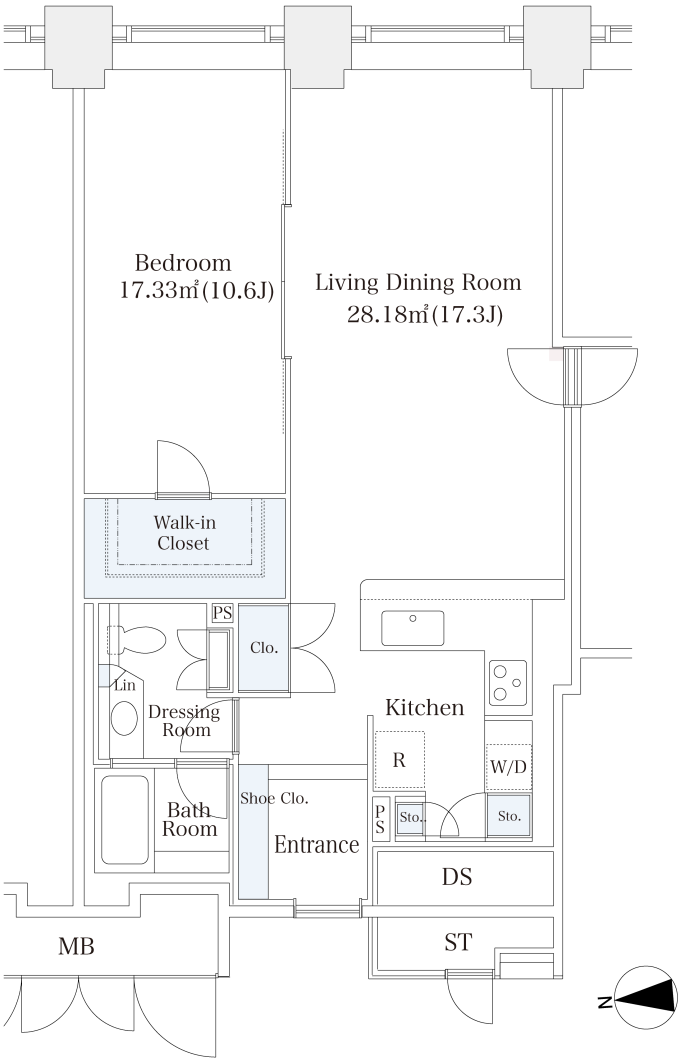 Bedroom
17.33㎡(10.6J)
Living Dining Room
28.18㎡(17.3J)
Walk-in
Closet
PS
Clo.
Lin
Dressing
Room
Kitchen
R
W/D
Shoe Clo.
Bath
Room
PS
Sto.
Sto.
Entrance
DS
MB
ST
N